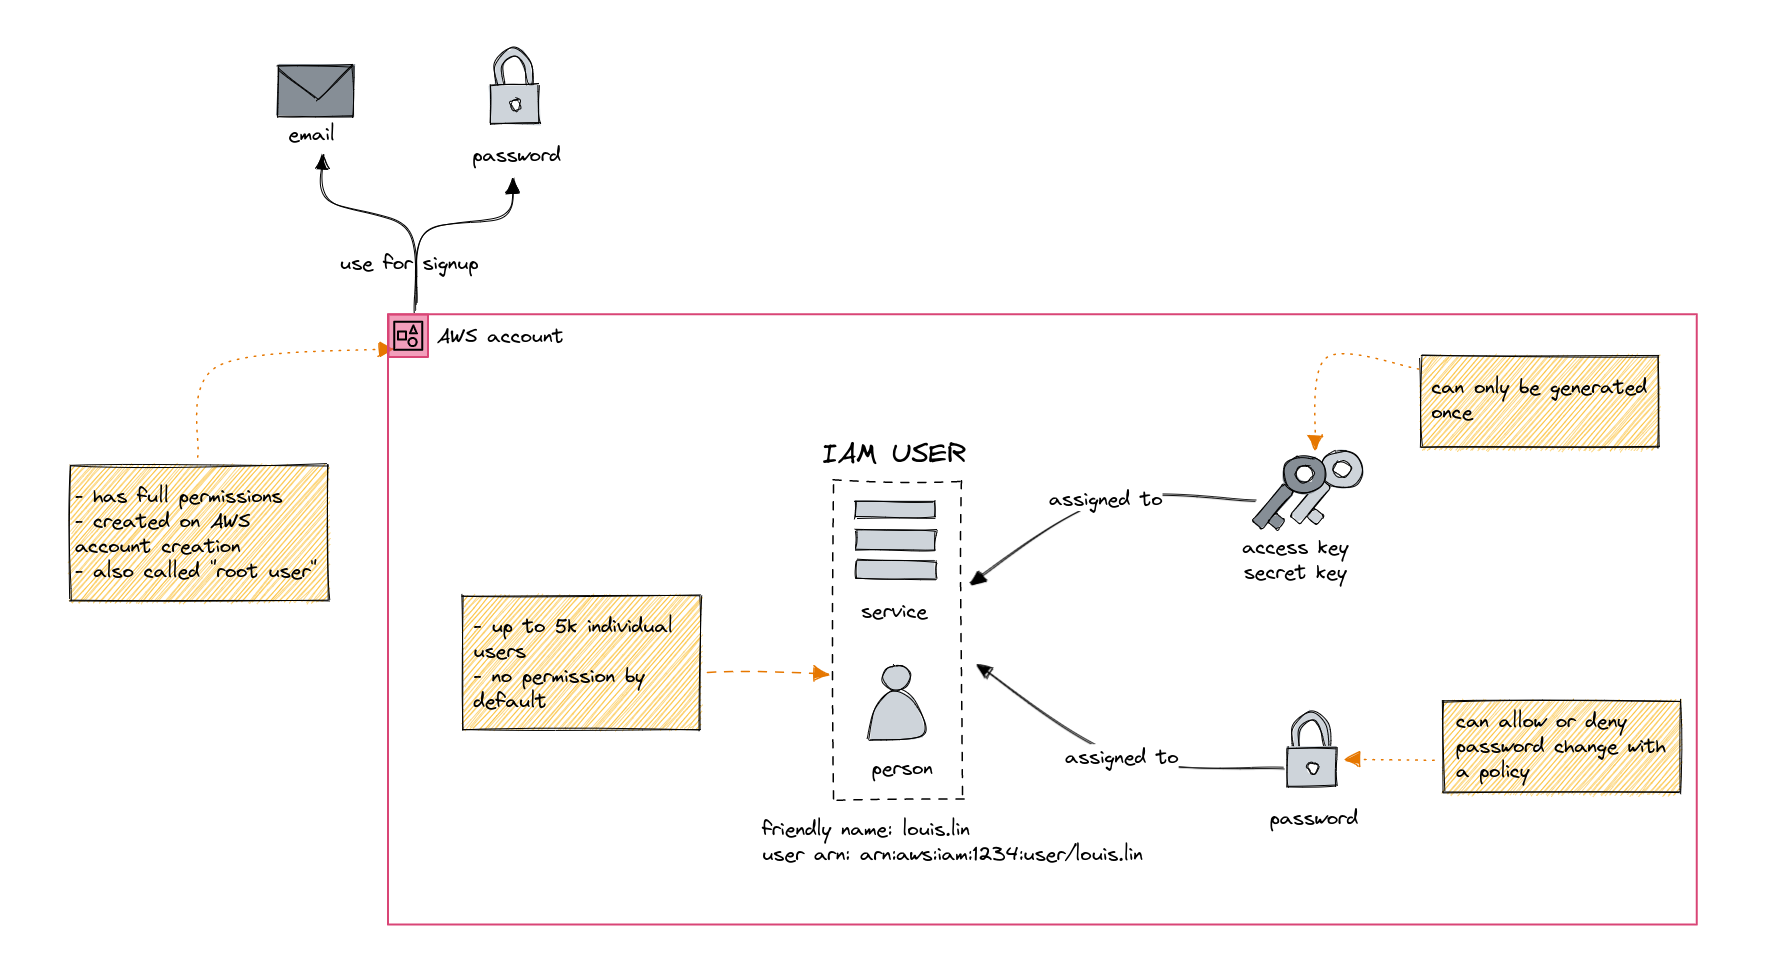 email
password
use for signup
AWS account
can only be generated
once
IAM USER
- has full permissions
- created on AWS
account creation
- also called "root user"
assigned to
access key
secret key
service
- up to 5k individual
users
- no permission by
default
person
assigned to
can allow or deny
password change with
a policy
password
friendly name: louis.lin
user arn: arn:aws:iam:1234:user/louis.lin